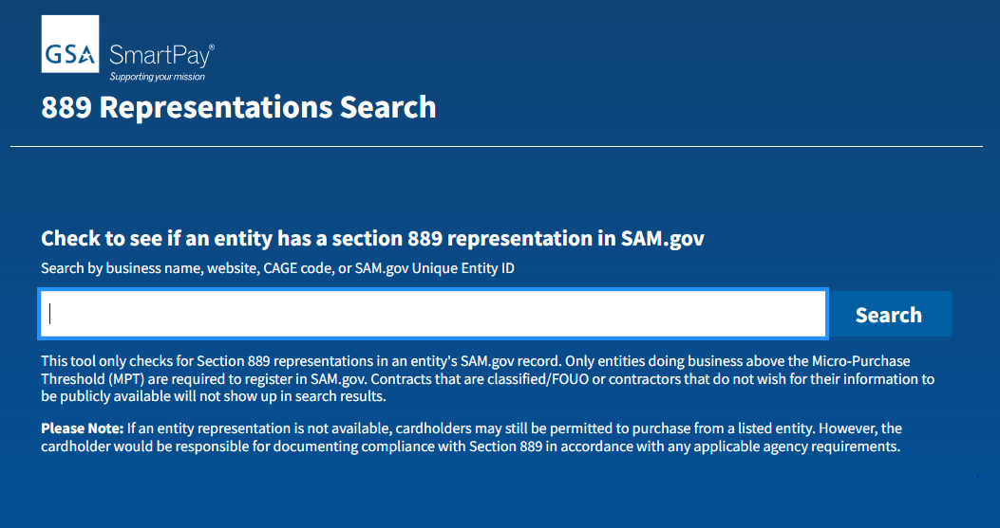 GSA SmartPay®
Supporting your mission
889 Representations Search
Check to see if an entity has a section 889 representation in SAM.gov
Search by business name, website, CAGE code, or SAM.gov Unique Entity ID
Search
This tool only checks for Section 889 representations in an entity's SAM.gov record. Only entities doing business above the Micro-Purchase
Threshold (MPT) are required to register in SAM.gov. Contracts that are classified/FOUO or contractors that do not wish for their information to
be publicly available will not show up in search results.
Please Note: If an entity representation is not available, cardholders may still be permitted to purchase from a listed entity. However, the
cardholder would be responsible for documenting compliance with Section 889 in accordance with any applicable agency requirements.